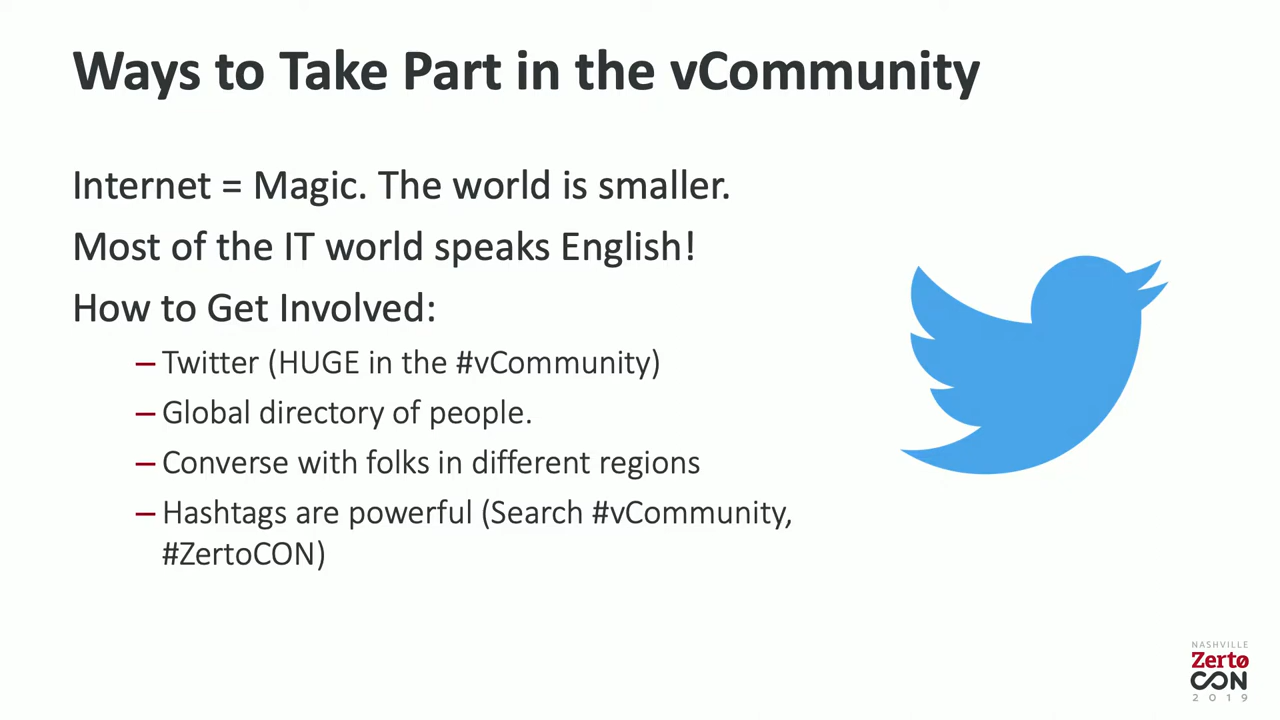 Ways to Take Part in the vCommunity
Internet = Magic. The world is smaller.
Most of the IT world speaks English!
How to Get Involved:
– Twitter (HUGE in the #vCommunity)
– Global directory of people.
– Converse with folks in different regions
– Hashtags are powerful (Search #vCommunity,
#ZertoCON)
NASHVILLE
Zerto
CON
2019